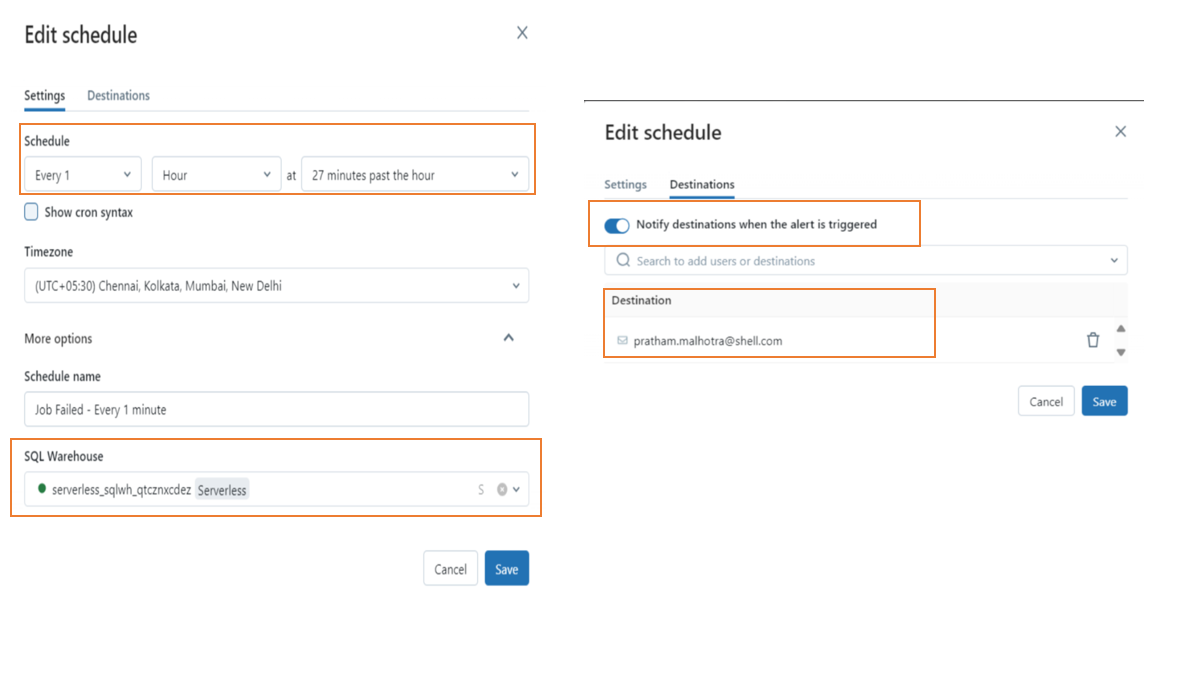 Edit schedule
Settings Destinations
Schedule
Every 1 Hour at 27 minutes past the hour
Show cron syntax
Timezone
(UTC+05:30) Chennai, Kolkata, Mumbai, New Delhi
More options
Schedule name
Job Failed - Every 1 minute
SQL Warehouse
serverless_sqlwh_qtcznxcdez Serverless S
Cancel Save
Edit schedule
Settings Destinations
Notify destinations when the alert is triggered
Search to add users or destinations
Destination
pratham.malhotra@shell.com
Cancel Save